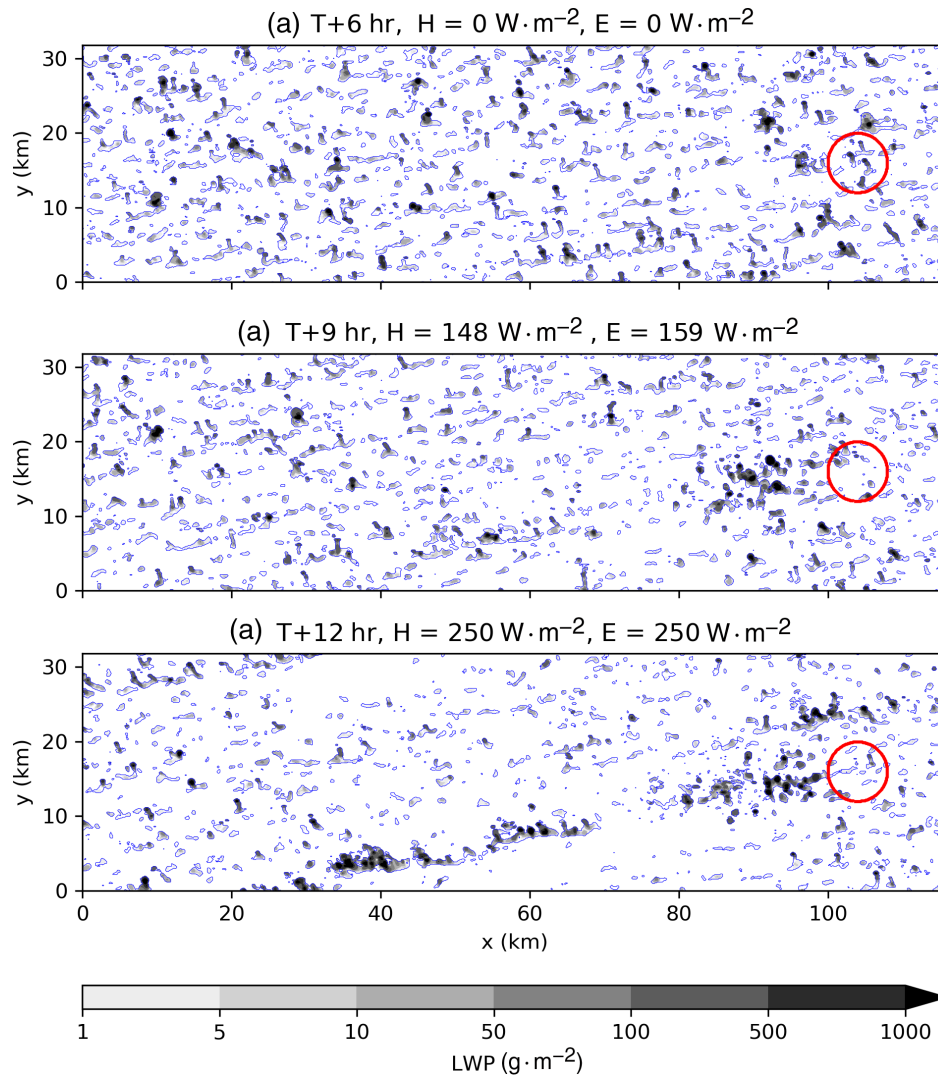 (a) T+6 hr, H = 0 W·m⁻², E = 0 W·m⁻²
30
20
10
0
y (km)
(a) T+9 hr, H = 148 W·m⁻² , E = 159 W·m⁻²
30
20
10
0
y (km)
(a) T+12 hr, H = 250 W·m⁻², E = 250 W·m⁻²
30
20
10
0
y (km)
0 20 40 60 80 100
x (km)
1 5 10 50 100 500 1000
LWP (g·m⁻²)